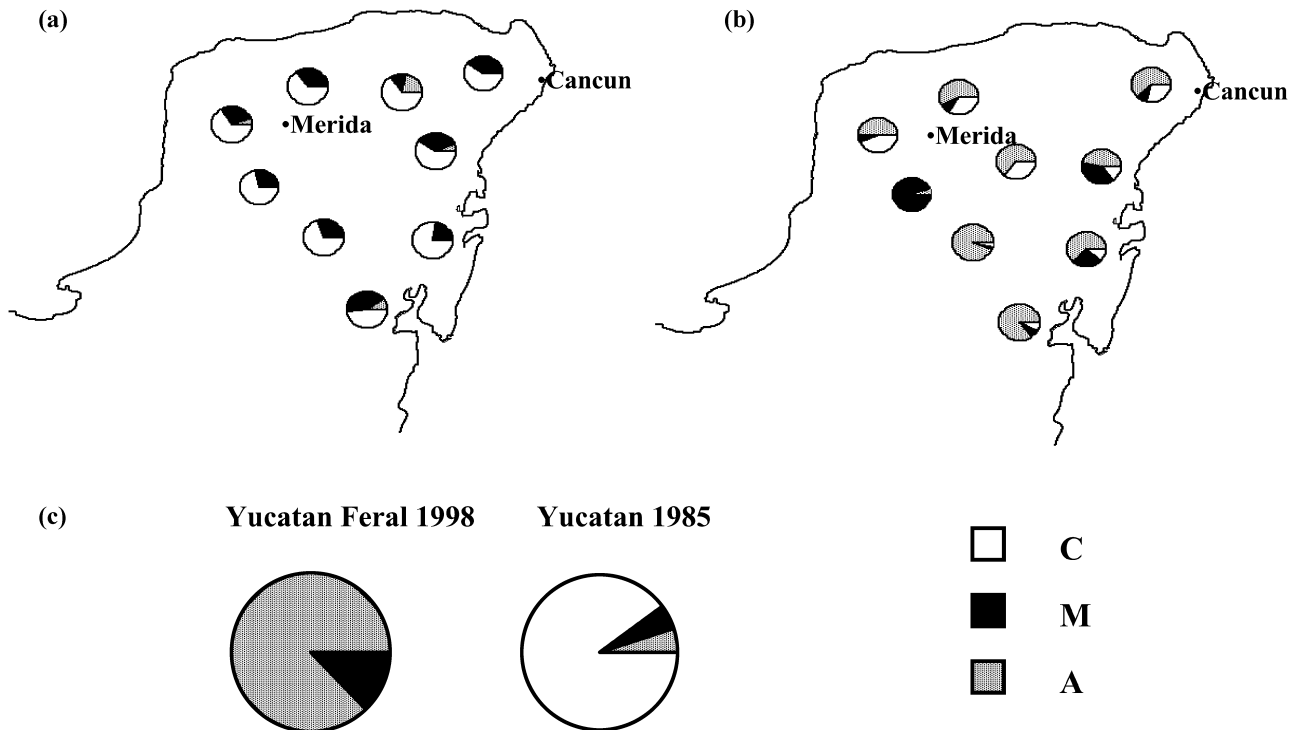 (a)
•Cancun
•Merida
(b)
•Cancun
•Merida
(c)
Yucatan Feral 1998
Yucatan 1985
C
M
A